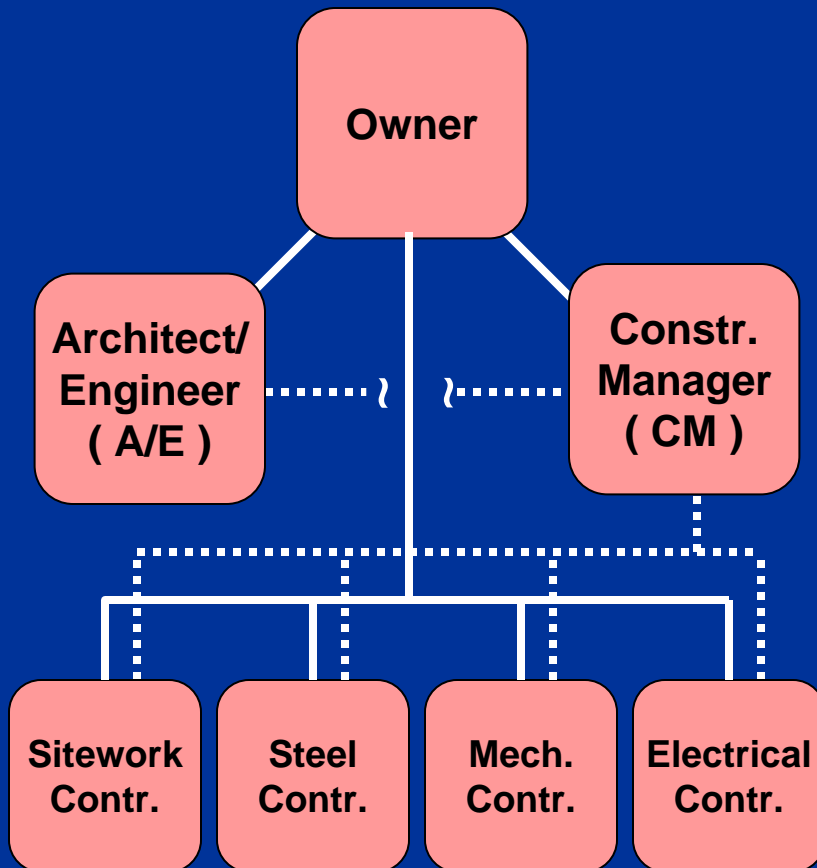 Owner
Architect/
Engineer
( A/E )
Constr.
Manager
( CM )
Sitework
Contr.
Steel
Contr.
Mech.
Contr.
Electrical
Contr.